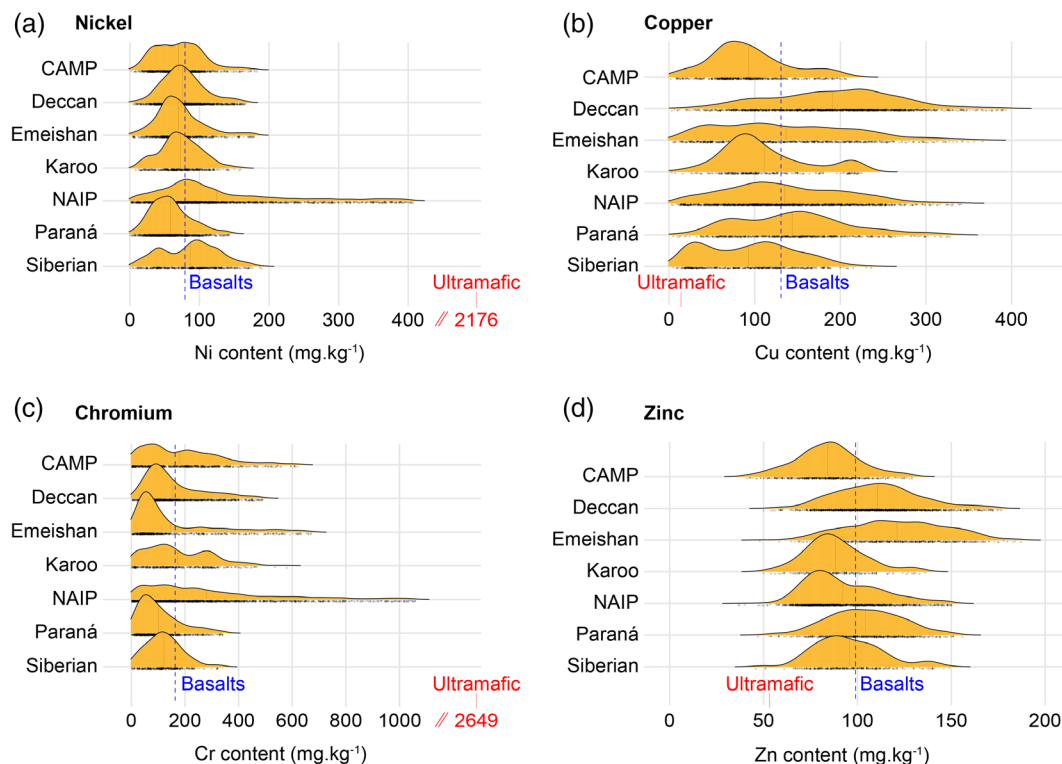 (a) Nickel
CAMP
Deccan
Emeishan
Karoo
NAIP
Paraná
Siberian
Basalts
Ultramafic
0 100 200 300 400 // 2176
Ni content (mg.kg⁻¹)
(b) Copper
CAMP
Deccan
Emeishan
Karoo
NAIP
Paraná
Siberian
Ultramafic
Basalts
0 100 200 300 400
Cu content (mg.kg⁻¹)
(c) Chromium
CAMP
Deccan
Emeishan
Karoo
NAIP
Paraná
Siberian
Basalts
Ultramafic
0 200 400 600 800 1000 // 2649
Cr content (mg.kg⁻¹)
(d) Zinc
CAMP
Deccan
Emeishan
Karoo
NAIP
Paraná
Siberian
Ultramafic
Basalts
0 50 100 150 200
Zn content (mg.kg⁻¹)